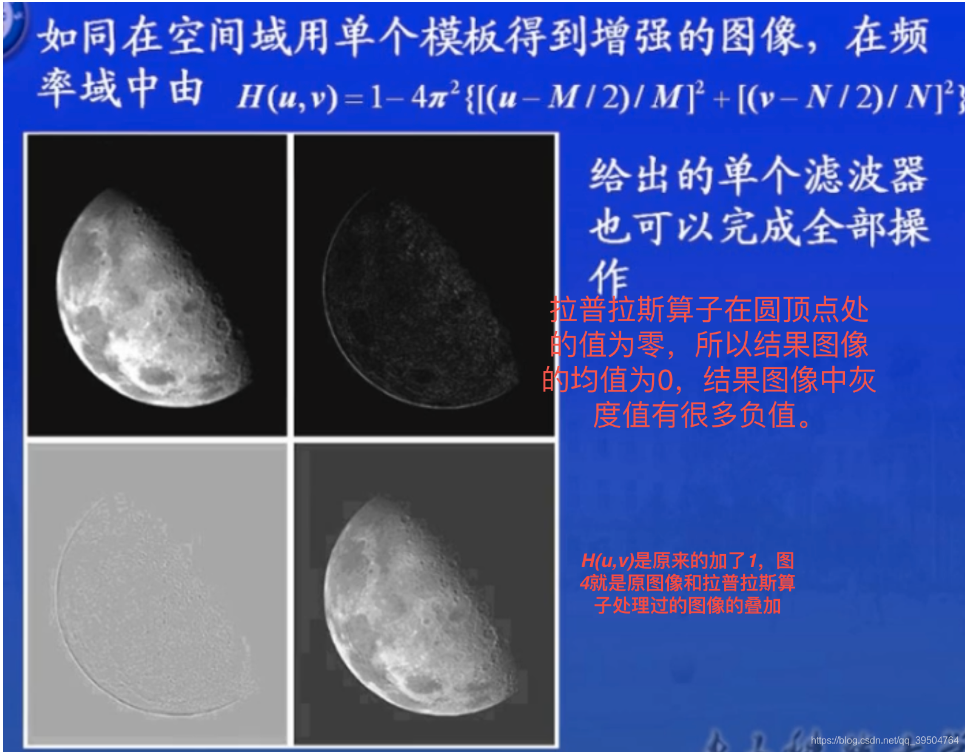 如同在空间域用单个模板得到增强的图像，在频
率域中由 H(u,v)=1-4π²{[(u-M/2)/M]²+[(v-N/2)/N]²}
给出的单个滤波器
也可以完成全部操
作
拉普拉斯算子在圆顶点处
的值为零，所以结果图像
的均值为0，结果图像中灰
度值有很多负值。
H(u,v)是原来的加了1，图
4就是原图像和拉普拉斯算
子处理过的图像的叠加
https://blog.csdn.net/qq_39504764